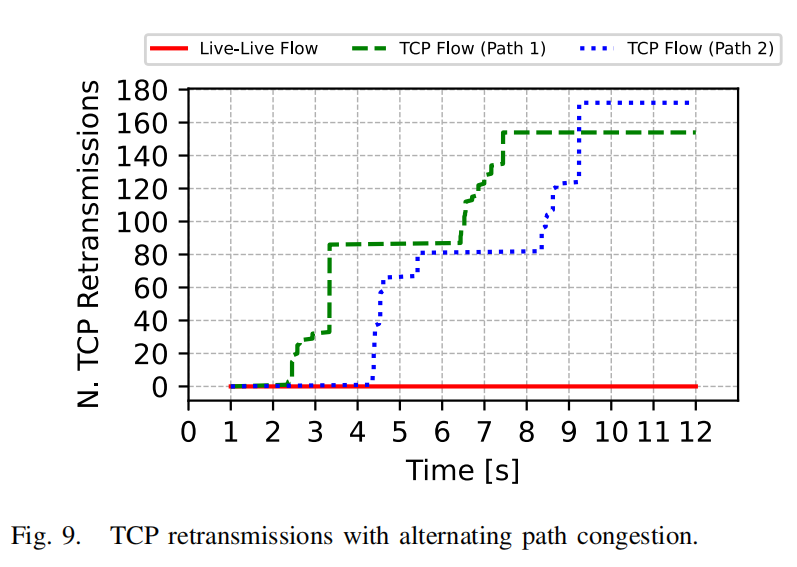 Live-Live Flow TCP Flow (Path 1) TCP Flow (Path 2)
180
160
140
120
100
80
60
40
20
0
N. TCP Retransmissions
0 1 2 3 4 5 6 7 8 9 10 11 12
Time [s]
Fig. 9. TCP retransmissions with alternating path congestion.